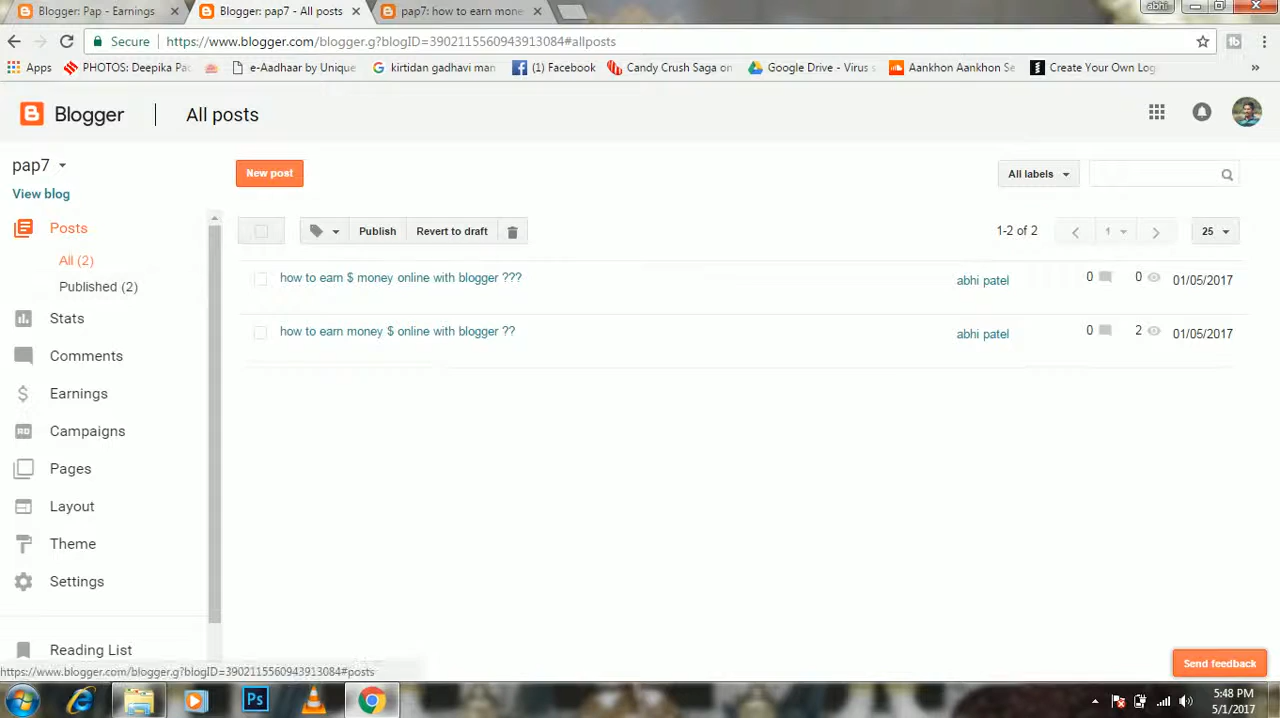 Blogger: Pap - Earnings
Blogger: pap7 - All posts
pap7: how to earn mone
abhi
Secure
https://www.blogger.com/blogger.g?blogID=3902115560943913084#allposts
Apps
PHOTOS: Deepika Pa
e-Aadhaar by Unique
kirtidan gadhavi man
(1) Facebook
Candy Crush Saga on
Google Drive - Virus s
Aankhon Aankhon Se
Create Your Own Log
»
Blogger
All posts
pap7
View blog
New post
All labels
Posts
All (2)
Published (2)
Stats
Comments
Earnings
Campaigns
Pages
Layout
Theme
Settings
Reading List
Publish
Revert to draft
1-2 of 2
1
25
how to earn $ money online with blogger ???
abhi patel
0
0
01/05/2017
how to earn money $ online with blogger ??
abhi patel
0
2
01/05/2017
Send feedback
https://www.blogger.com/blogger.g?blogID=3902115560943913084#posts
Ps
5:48 PM
5/1/2017